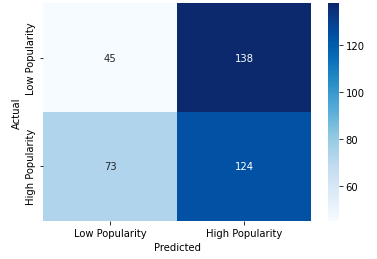 Actual
Low Popularity
45
138
High Popularity
73
124
Low Popularity
High Popularity
Predicted
120
100
80
60